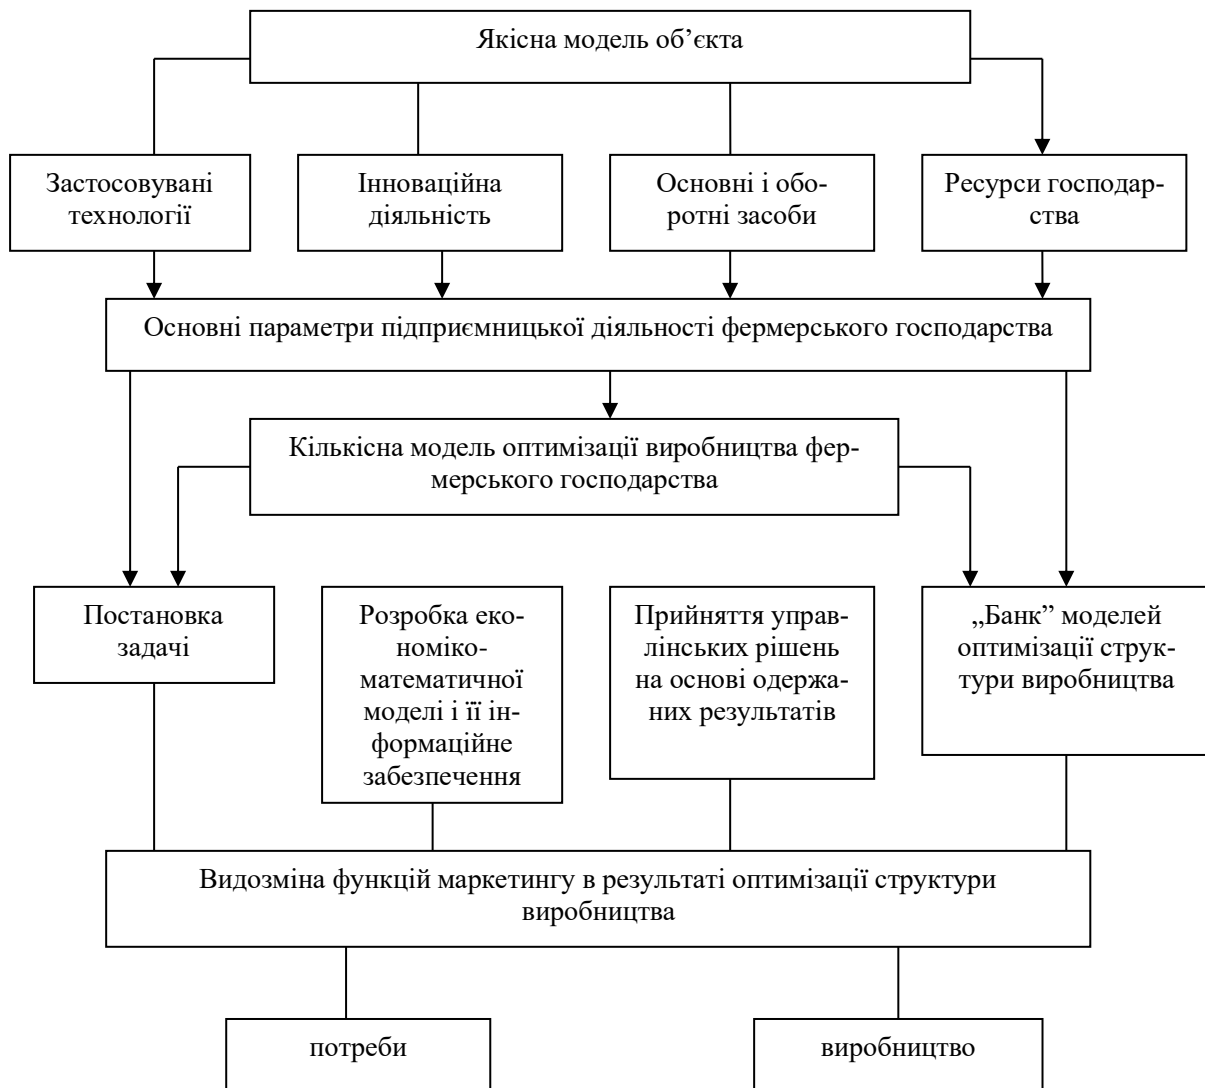 Якісна модель об’єкта
Застосовувані
технології
Інноваційна
діяльність
Основні і обо-
ротні засоби
Ресурси господар-
ства
Основні параметри підприємницької діяльності фермерського господарства
Кількісна модель оптимізації виробництва фер-
мерського господарства
Постановка
задачі
Розробка еко-
номіко-
математичної
моделі і її ін-
формаційне
забезпечення
Прийняття управ-
лінських рішень
на основі одержа-
них результатів
„Банк” моделей
оптимізації струк-
тури виробництва
Видозміна функцій маркетингу в результаті оптимізації структури
виробництва
потреби
виробництво